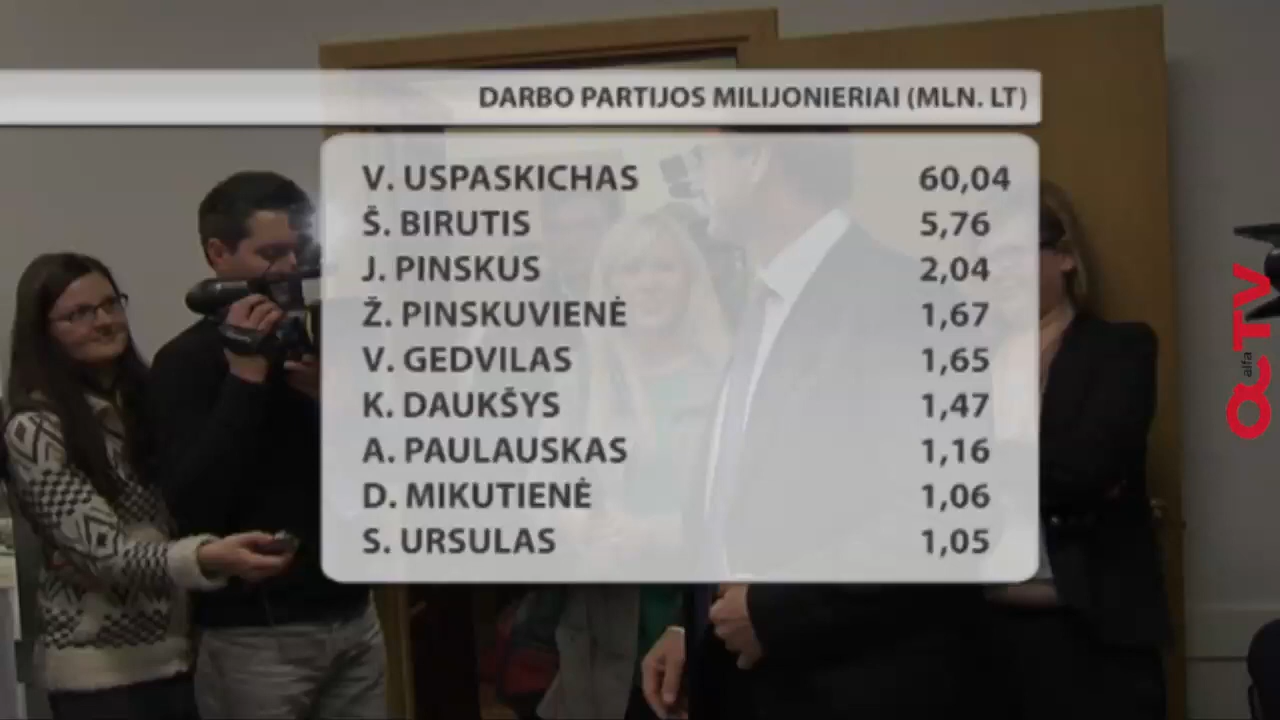 DARBO PARTIJOS MILIJONIERIAI (MLN. LT)
V. USPASKICHAS 60,04
Š. BIRUTIS 5,76
J. PINSKUS 2,04
Ž. PINSKUVIENĖ 1,67
V. GEDVILAS 1,65
K. DAUKŠYS 1,47
A. PAULAUSKAS 1,16
D. MIKUTIENĖ 1,06
S. URSULAS 1,05
alfa TV